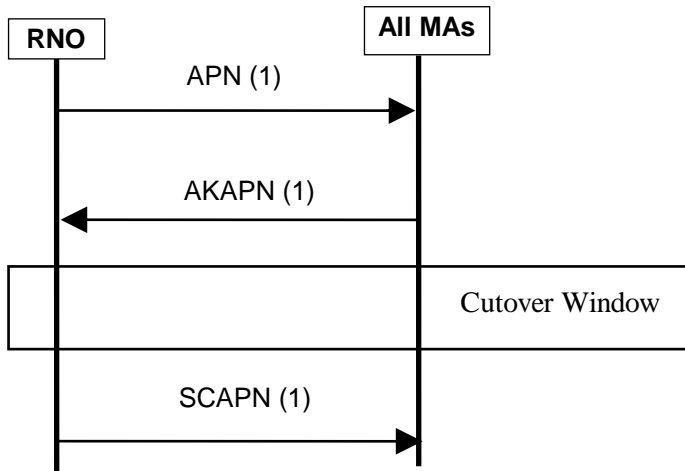 RNO
All MAs
APN (1)
AKAPN (1)
Cutover Window
SCAPN (1)